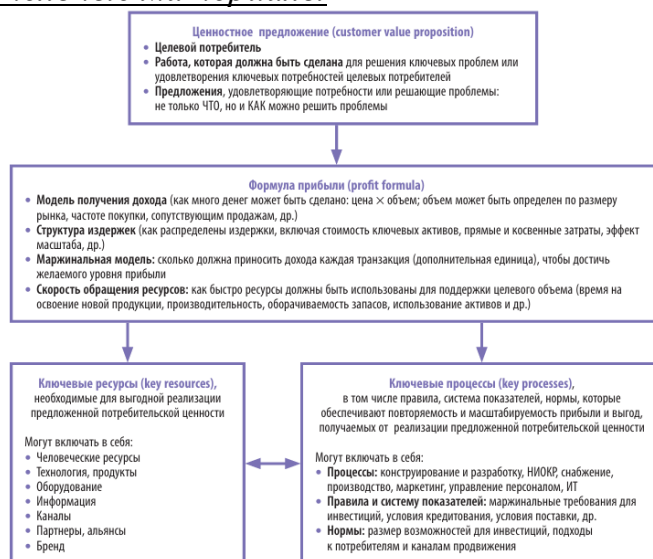 Ценностное предложение (customer value proposition)
• Целевой потребитель
• Работа, которая должна быть сделана для решения ключевых проблем или
удовлетворения ключевых потребностей целевых потребителей
• Предложения, удовлетворяющие потребности или решающие проблемы:
не только ЧТО, но и КАК можно решить проблемы
Формула прибыли (profit formula)
• Модель получения дохода (как много денег может быть сделано: цена × объем; объем может быть определен по размеру
рынка, частоте покупки, сопутствующим продажам, др.)
• Структура издержек (как распределены издержки, включая стоимость ключевых активов, прямые и косвенные затраты, эффект
масштаба, др.)
• Маржинальная модель: сколько должна приносить дохода каждая транзакция (дополнительная единица), чтобы достичь
желаемого уровня прибыли
• Скорость обращения ресурсов: как быстро ресурсы должны быть использованы для поддержки целевого объема (время на
освоение новой продукции, производительность, оборачиваемость запасов, использование активов и др.)
Ключевые ресурсы (key resources),
необходимые для выгодной реализации
предложенной потребительской ценности
Могут включать в себя:
• Человеческие ресурсы
• Технология, продукты
• Оборудование
• Информация
• Каналы
• Партнеры, альянсы
• Бренд
Ключевые процессы (key processes),
в том числе правила, система показателей, нормы, которые
обеспечивают повторяемость и масштабируемость прибыли и выгод,
получаемых от реализации предложенной потребительской ценности
Могут включать в себя:
• Процессы: конструирование и разработку, НИОКР, снабжение,
производство, маркетинг, управление персоналом, ИТ
• Правила и систему показателей: маржинальные требования для
инвестиций, условия кредитования, условия поставки, др.
• Нормы: размер возможностей для инвестиций, подходы
к потребителям и каналам продвижения